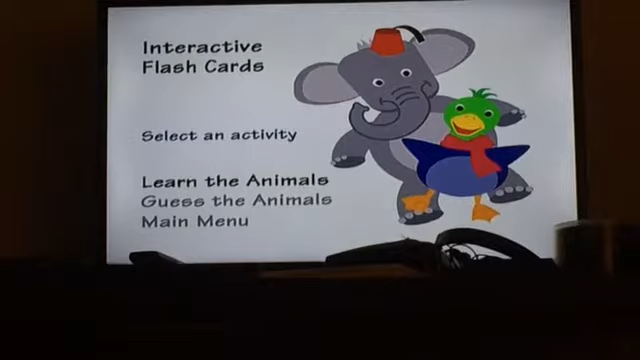 Interactive
Flash Cards
Select an activity
Learn the Animals
Guess the Animals
Main Menu